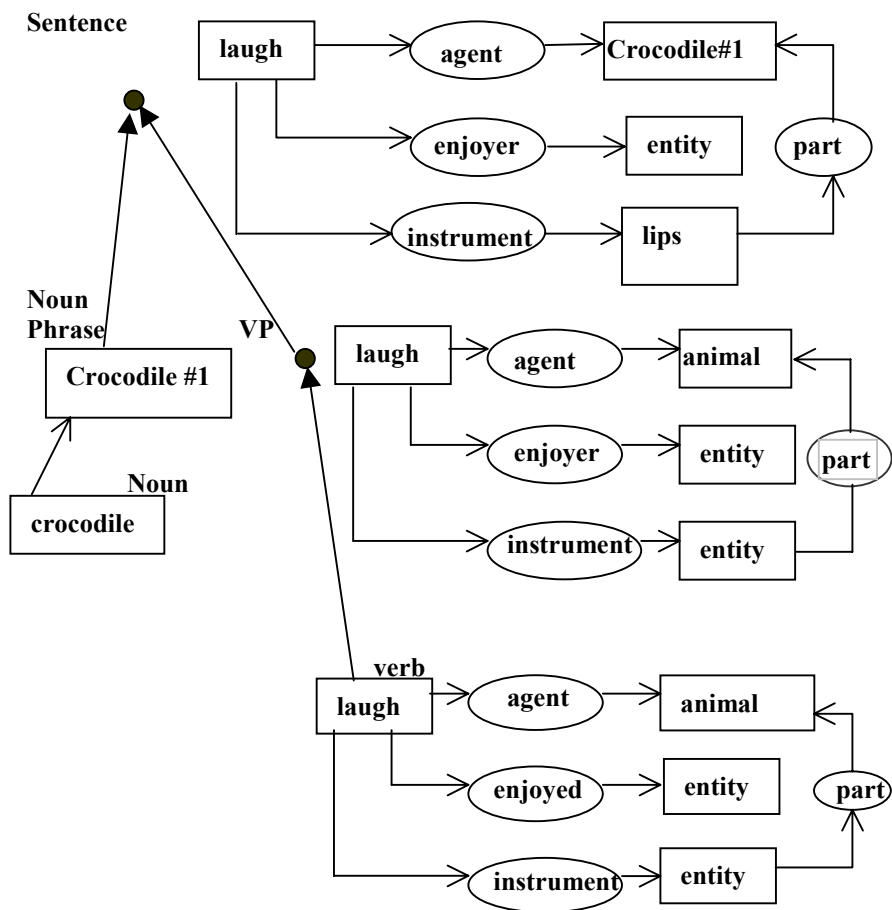 Sentence
laugh
agent
Crocodile#1
enjoyer
entity
part
instrument
lips
Noun
Phrase
VP
Crocodile #1
Noun
crocodile
laugh
agent
animal
enjoyer
entity
part
instrument
entity
verb
laugh
agent
animal
enjoyed
entity
part
instrument
entity